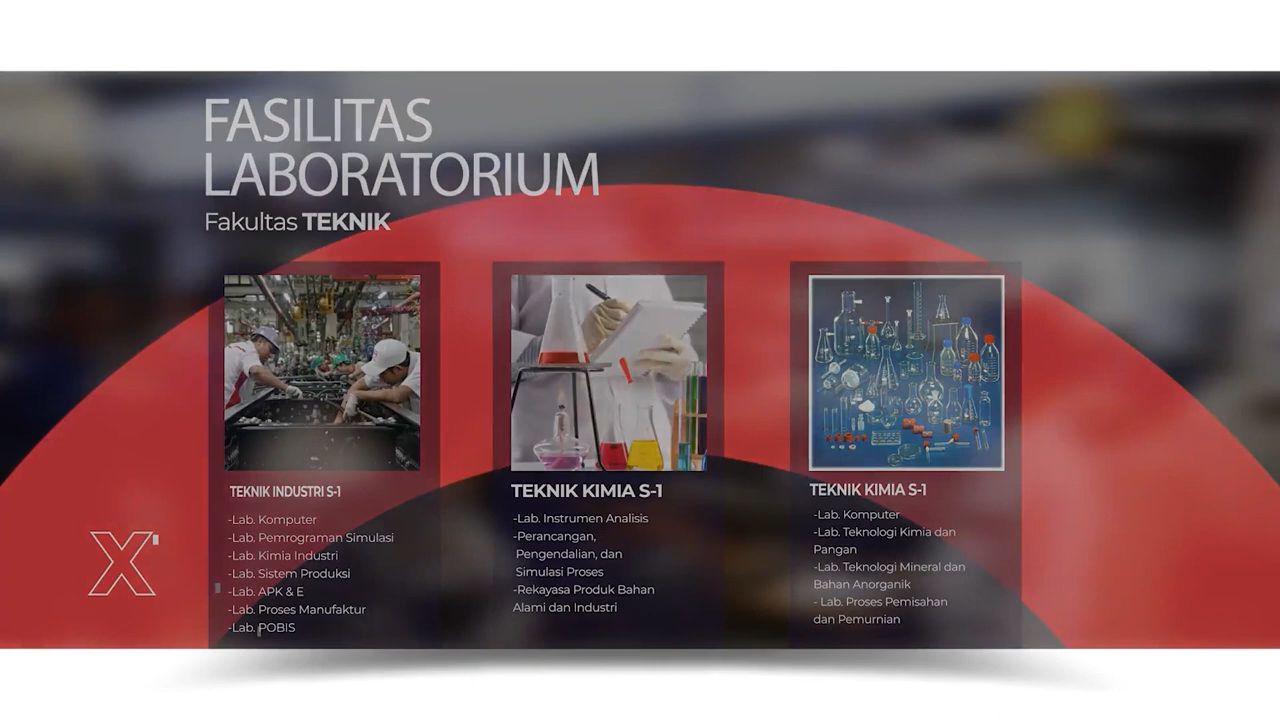 FASILITAS
LABORATORIUM
Fakultas TEKNIK
TEKNIK INDUSTRI S-1
-Lab. Komputer
-Lab. Pemrograman Simulasi
-Lab. Kimia Industri
-Lab. Sistem Produksi
-Lab. APK & E
-Lab. Proses Manufaktur
-Lab. POBIS
TEKNIK KIMIA S-1
-Lab. Instrumen Analisis
-Perancangan,
Pengendalian, dan
Simulasi Proses
-Rekayasa Produk Bahan
Alami dan Industri
TEKNIK KIMIA S-1
-Lab. Komputer
-Lab. Teknologi Kimia dan
Pangan
-Lab. Teknologi Mineral dan
Bahan Anorganik
- Lab. Proses Pemisahan
dan Pemurnian
X